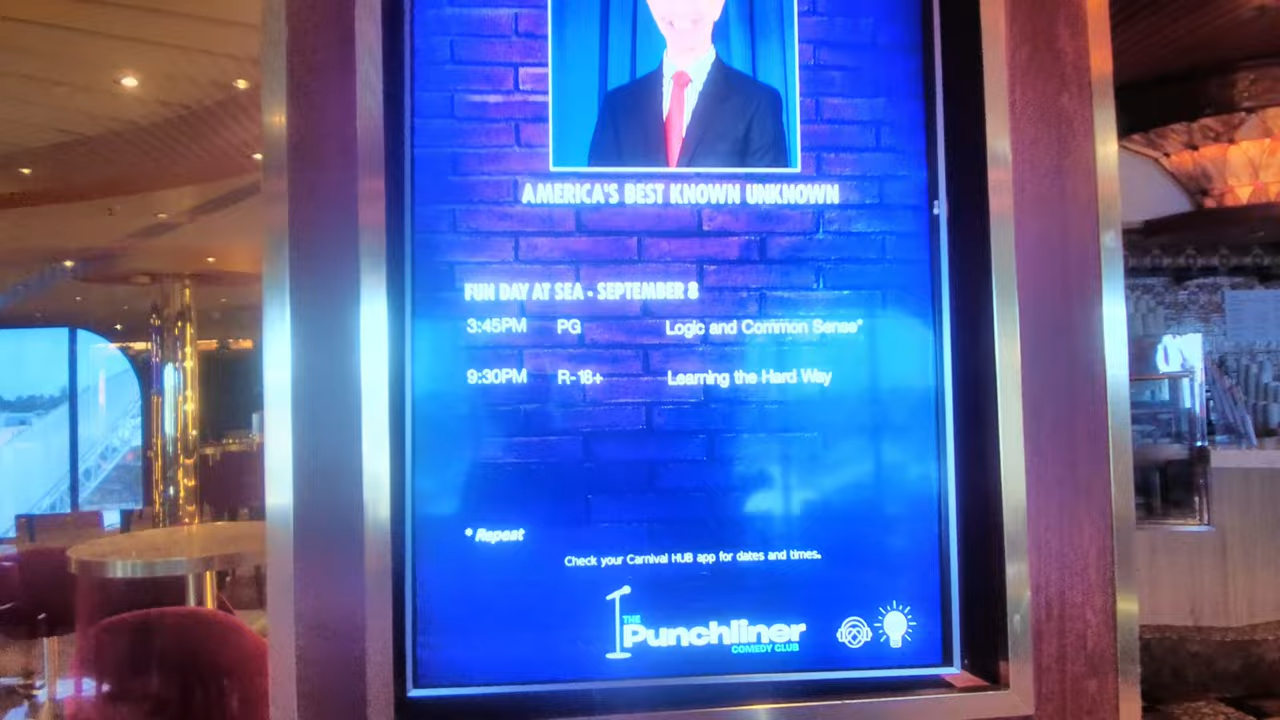 AMERICA'S BEST KNOWN UNKNOWN
FUN DAY AT SEA - SEPTEMBER 8
3:45PM PG Logic and Common Sense*
9:30PM R-18+ Learning the Hard Way
* Repeat
Check your Carnival HUB app for dates and times.
THE
Punchliner
COMEDY CLUB